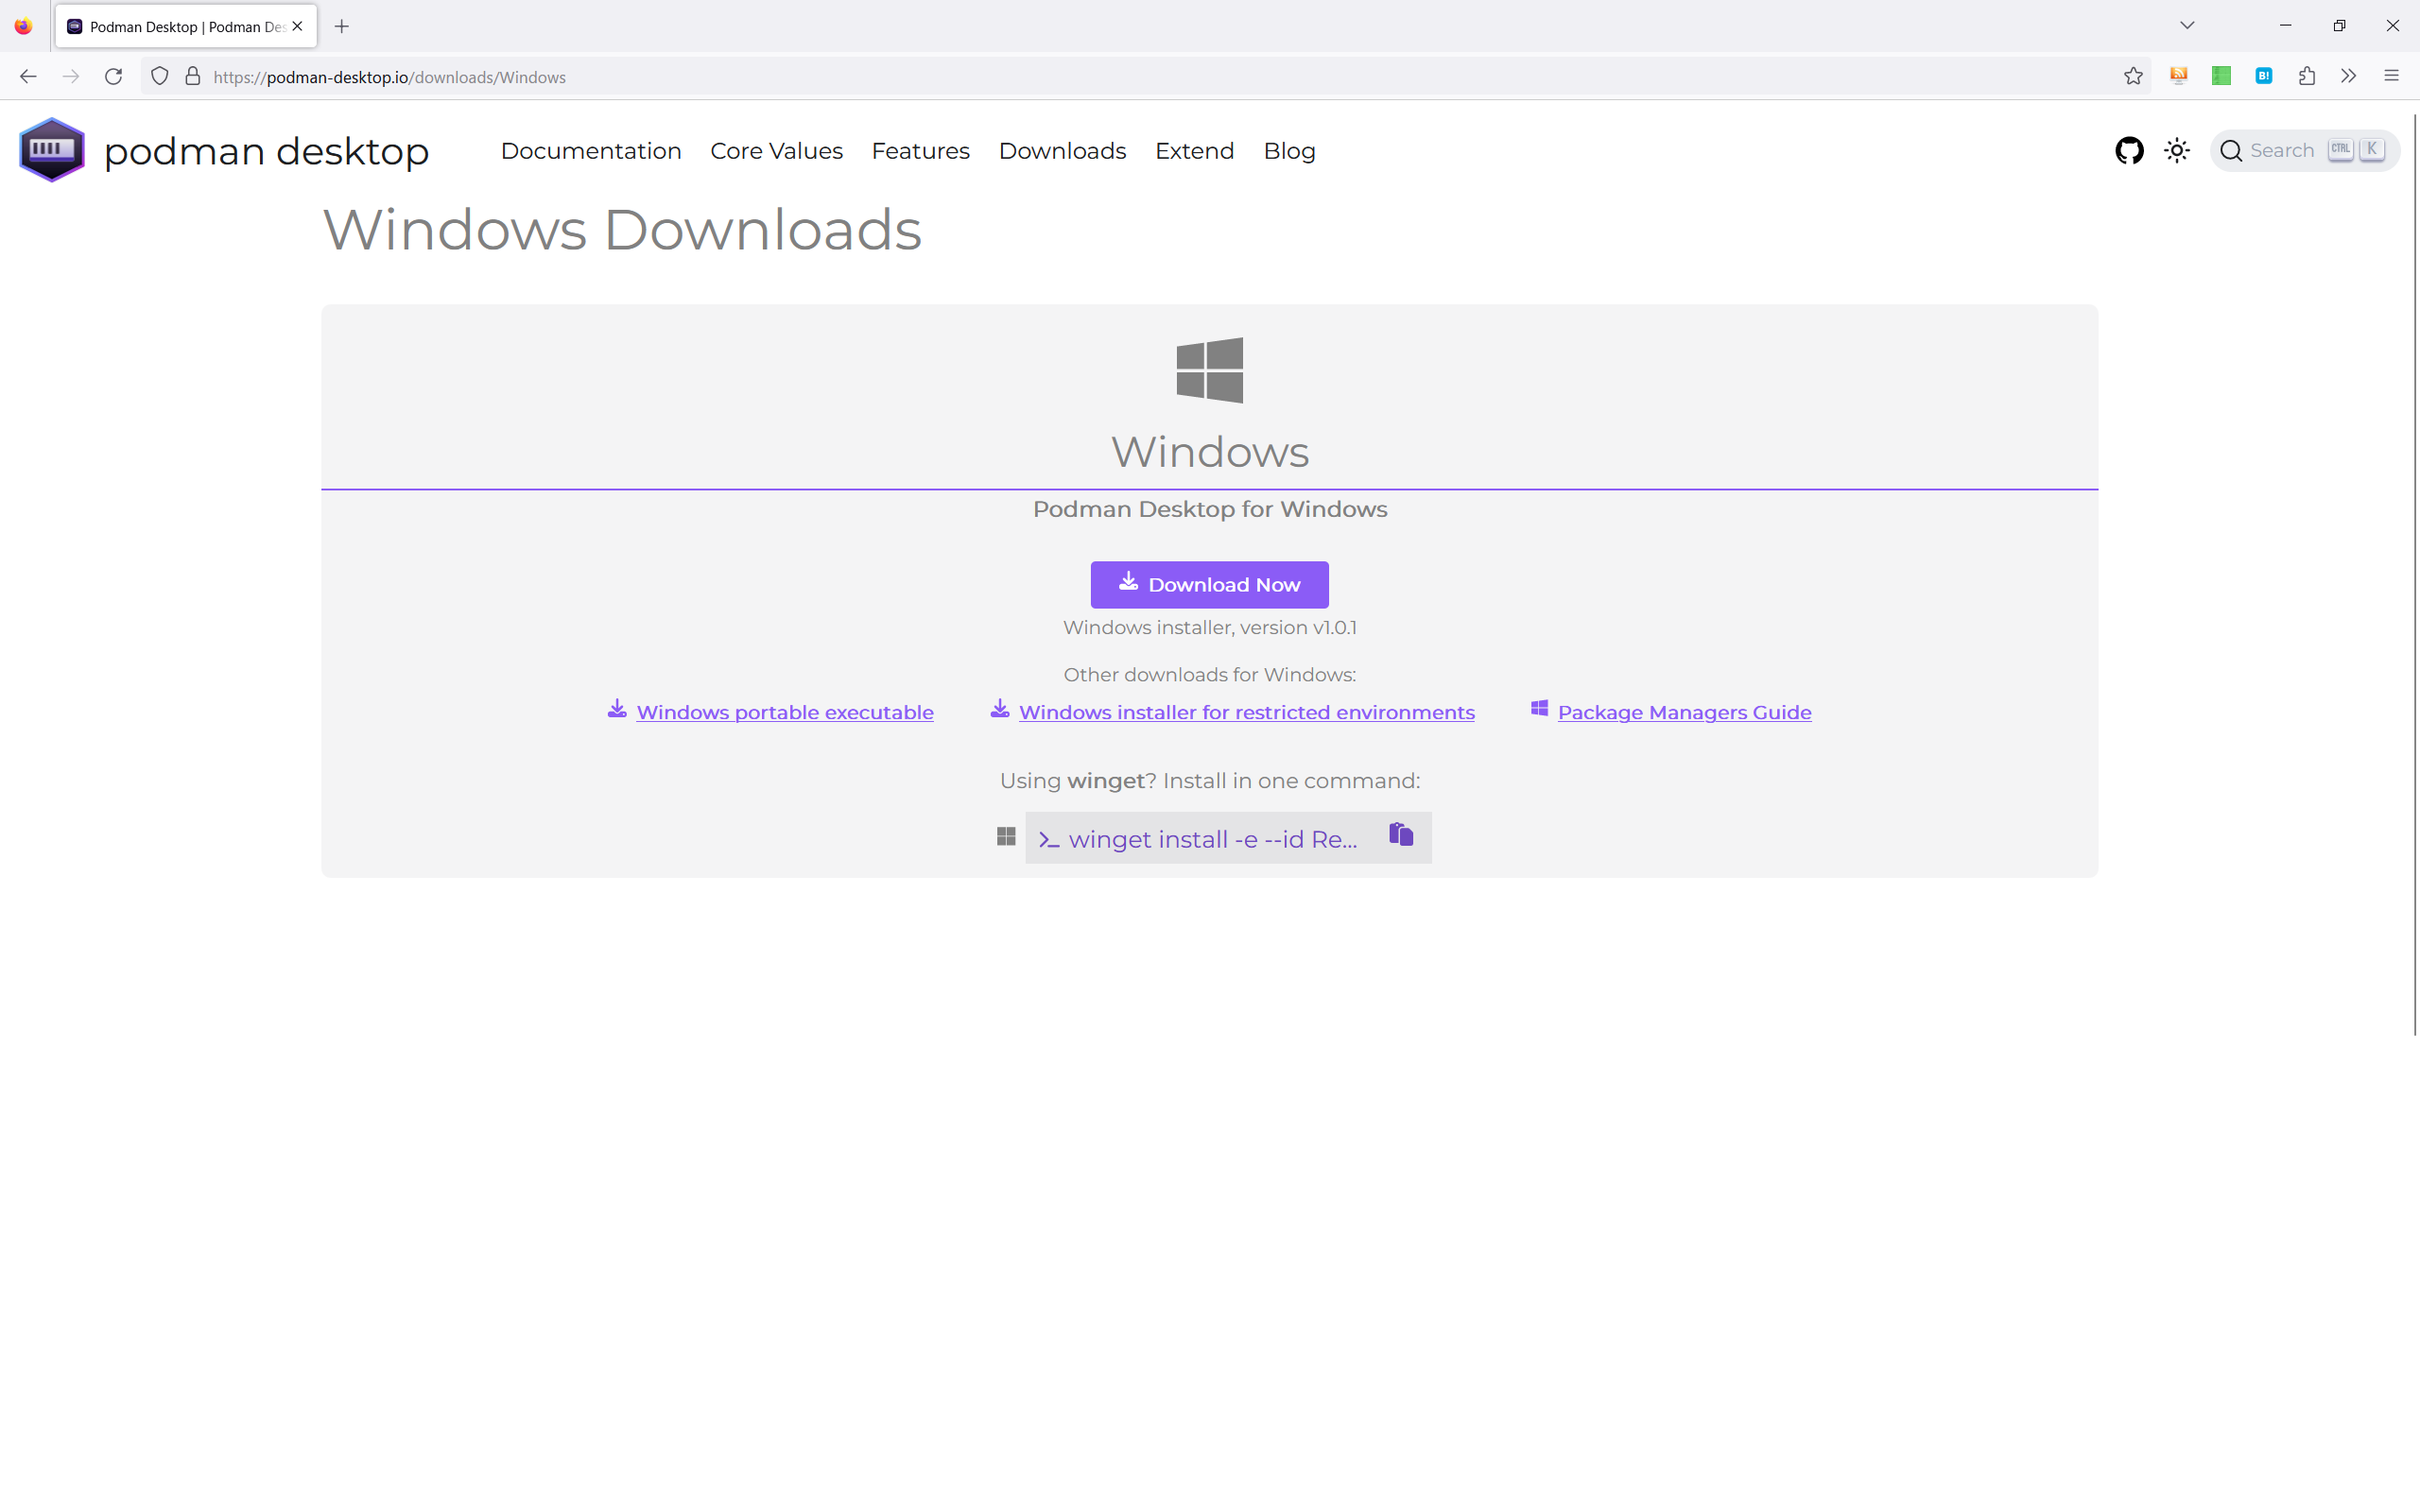 Podman Desktop | Podman Des
https://podman-desktop.io/downloads/Windows
B!
podman desktop
Documentation
Core Values
Features
Downloads
Extend
Blog
Search
CTRL
K
Windows Downloads
Windows
Podman Desktop for Windows
Download Now
Windows installer, version v1.0.1
Other downloads for Windows:
Windows portable executable
Windows installer for restricted environments
Package Managers Guide
Using winget? Install in one command:
>_ winget install -e --id Re...